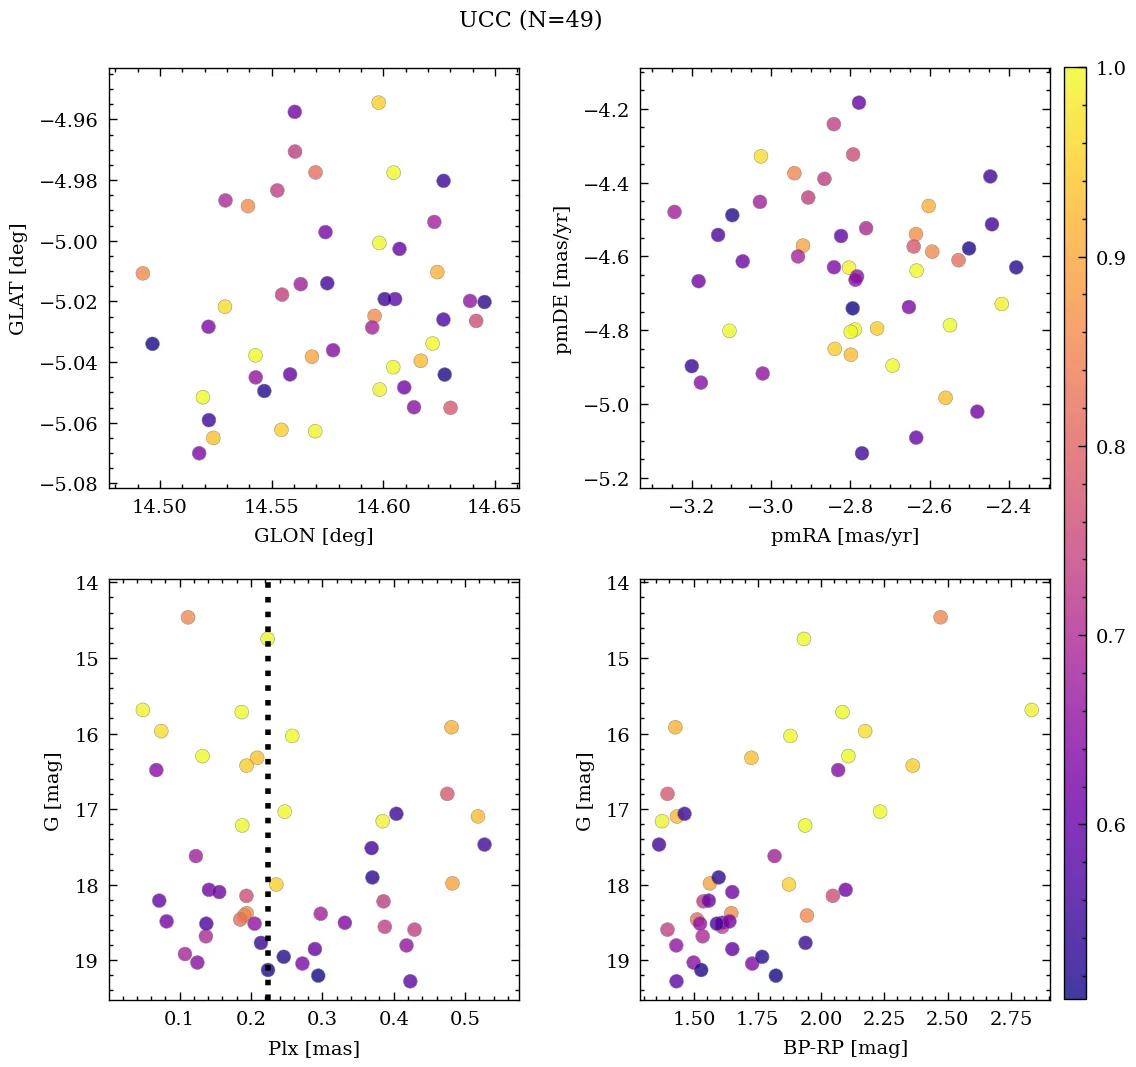 UCC (N=49)
−4.96
−4.98
−5.00
−5.02
−5.04
−5.06
−5.08
GLAT [deg]
14.50 14.55 14.60 14.65
GLON [deg]
−4.2
−4.4
−4.6
−4.8
−5.0
−5.2
pmDE [mas/yr]
−3.2 −3.0 −2.8 −2.6 −2.4
pmRA [mas/yr]
14
15
16
17
18
19
G [mag]
0.1 0.2 0.3 0.4 0.5
Plx [mas]
14
15
16
17
18
19
G [mag]
1.50 1.75 2.00 2.25 2.50 2.75
BP-RP [mag]
1.0
0.9
0.8
0.7
0.6